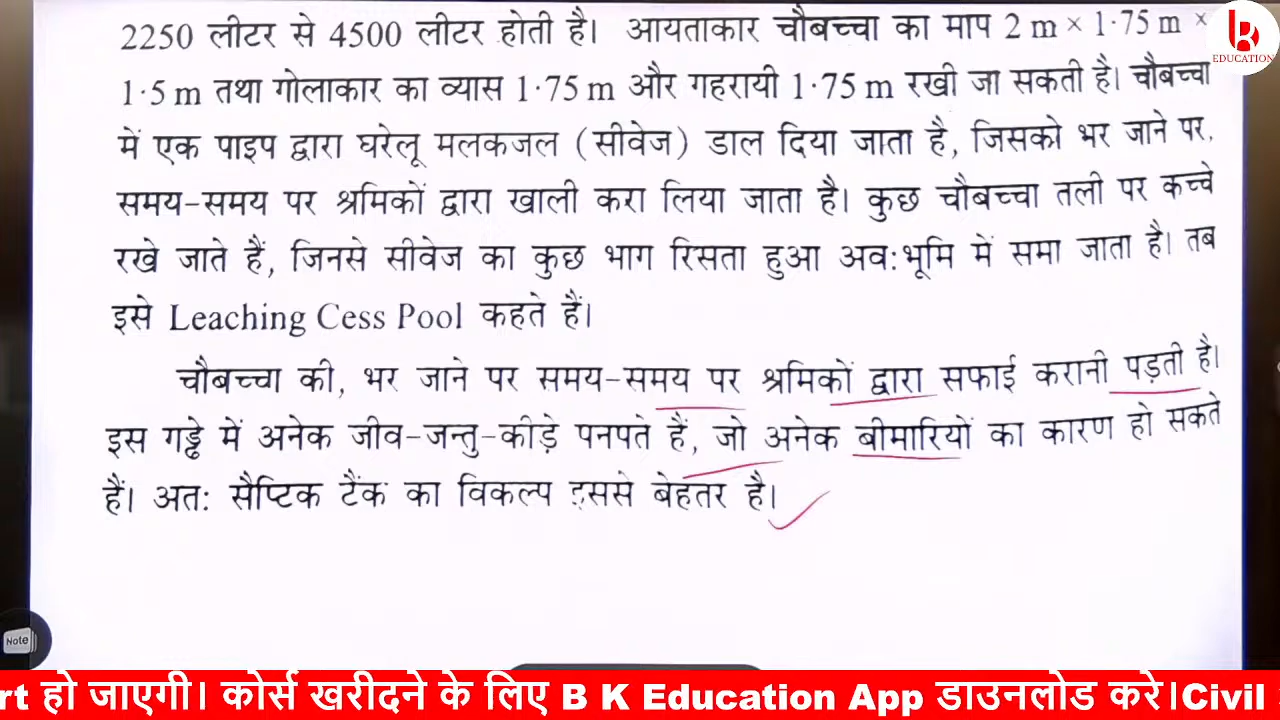 2250 लीटर से 4500 लीटर होती है। आयताकार चौबच्चा का माप 2 m × 1·75 m ×
1·5 m तथा गोलाकार का व्यास 1·75 m और गहरायी 1·75 m रखी जा सकती है। चौबच्चा
में एक पाइप द्वारा घरेलू मलकजल (सीवेज) डाल दिया जाता है, जिसको भर जाने पर,
समय-समय पर श्रमिकों द्वारा खाली करा लिया जाता है। कुछ चौबच्चा तली पर कच्चे
रखे जाते हैं, जिनसे सीवेज का कुछ भाग रिसता हुआ अव:भूमि में समा जाता है। तब
इसे Leaching Cess Pool कहते हैं।
चौबच्चा की, भर जाने पर समय-समय पर श्रमिकों द्वारा सफाई करानी पड़ती है।
इस गड्ढे में अनेक जीव-जन्तु-कीड़े पनपते हैं, जो अनेक बीमारियों का कारण हो सकते
हैं। अत: सैप्टिक टैंक का विकल्प इससे बेहतर है।
k
EDUCATION
Note
rt हो जाएगी। कोर्स खरीदने के लिए B K Education App डाउनलोड करे।Civil